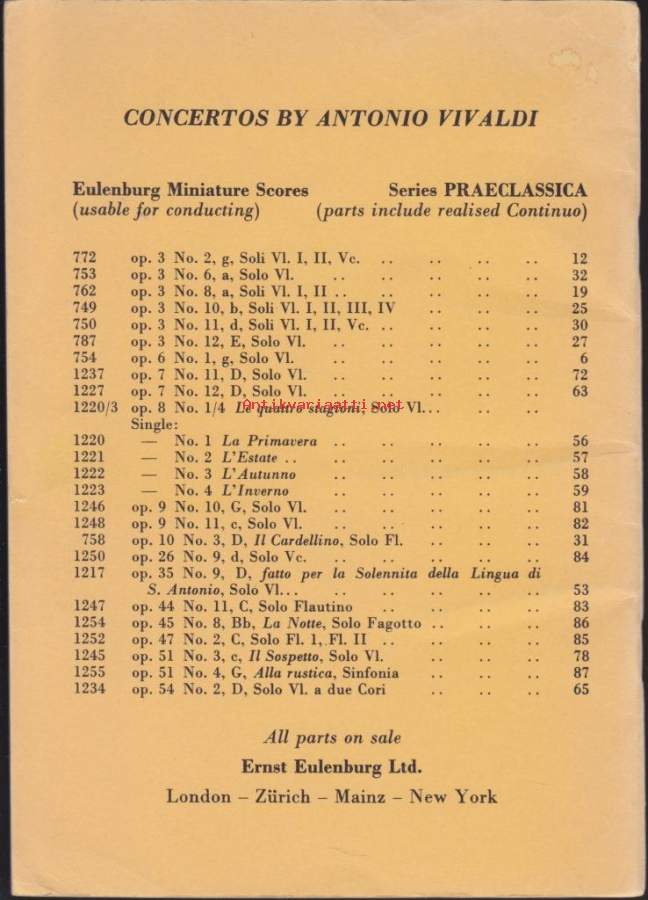 CONCERTOS BY ANTONIO VIVALDI
Eulenburg Miniature Scores Series PRAECLASSICA
(usable for conducting) (parts include realised Continuo)
772 op. 3 No. 2, g, Soli Vl. I, II, Vc. .. .. .. .. 12
753 op. 3 No. 6, a, Solo Vl. .. .. .. .. .. 32
762 op. 3 No. 8, a, Soli Vl. I, II .. .. .. .. .. 19
749 op. 3 No. 10, b, Soli Vl. I, II, III, IV .. .. .. 25
750 op. 3 No. 11, d, Soli Vl. I, II, Vc. .. .. .. .. 30
787 op. 3 No. 12, E, Solo Vl. .. .. .. .. .. 27
754 op. 6 No. 1, g, Solo Vl. .. .. .. .. .. 6
1237 op. 7 No. 11, D, Solo Vl. .. .. .. .. .. 72
1227 op. 7 No. 12, D, Solo Vl. .. .. .. .. .. 63
Antikvariaatti.net
1220/3 op. 8 No. 1/4 Le quattro stagioni, Solo Vl... .. ..
Single:
1220 — No. 1 La Primavera .. .. .. .. .. 56
1221 — No. 2 L'Estate .. .. .. .. .. .. 57
1222 — No. 3 L'Autunno .. .. .. .. .. 58
1223 — No. 4 L'Inverno .. .. .. .. .. 59
1246 op. 9 No. 10, G, Solo Vl. .. .. .. .. .. 81
1248 op. 9 No. 11, c, Solo Vl. .. .. .. .. .. 82
758 op. 10 No. 3, D, Il Cardellino, Solo Fl. .. .. .. 31
1250 op. 26 No. 9, d, Solo Vc. .. .. .. .. .. 84
1217 op. 35 No. 9, D, fatto per la Solennita della Lingua di
S. Antonio, Solo Vl... .. .. .. .. .. 53
1247 op. 44 No. 11, C, Solo Flautino .. .. .. .. 83
1254 op. 45 No. 8, Bb, La Notte, Solo Fagotto .. .. .. 86
1252 op. 47 No. 2, C, Solo Fl. 1, Fl. II .. .. .. .. 85
1245 op. 51 No. 3, c, Il Sospetto, Solo Vl. .. .. .. 78
1255 op. 51 No. 4, G, Alla rustica, Sinfonia .. .. .. 87
1234 op. 54 No. 2, D, Solo Vl. a due Cori .. .. .. 65
All parts on sale
Ernst Eulenburg Ltd.
London – Zürich – Mainz – New York